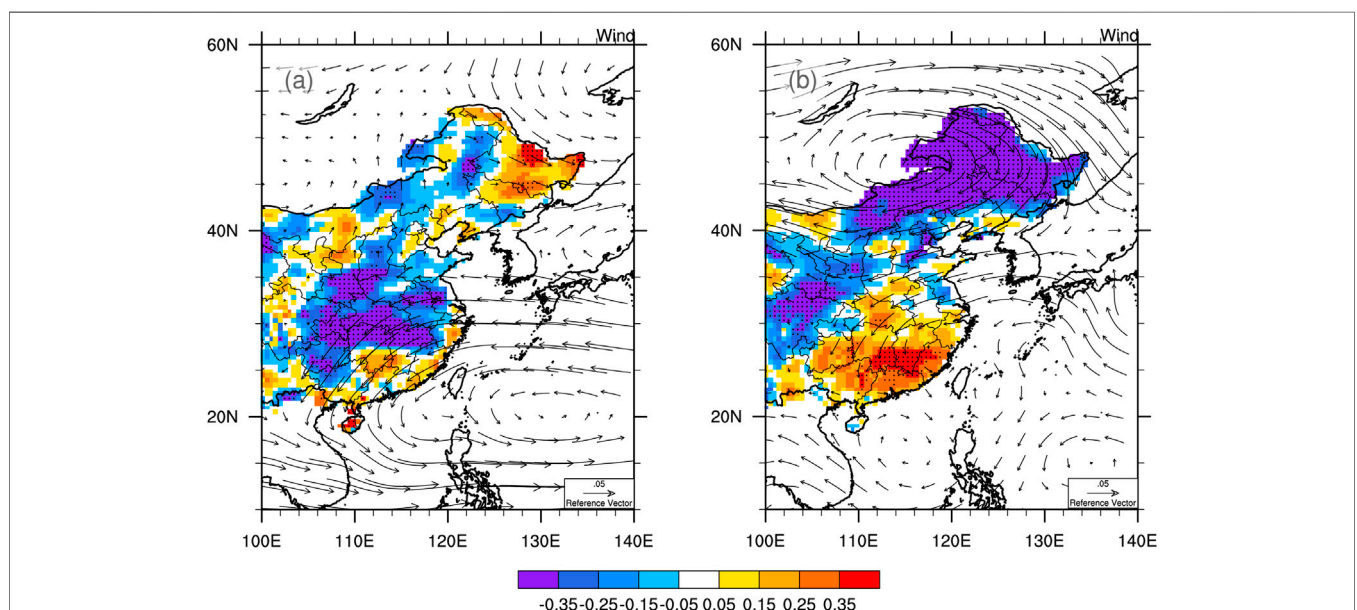 Wind
Wind
60N
(a)
60N
(b)
40N
40N
20N
20N
.05
Reference Vector
.05
Reference Vector
100E 110E 120E 130E 140E
100E 110E 120E 130E 140E
-0.35 -0.25 -0.15 -0.05 0.05 0.15 0.25 0.35